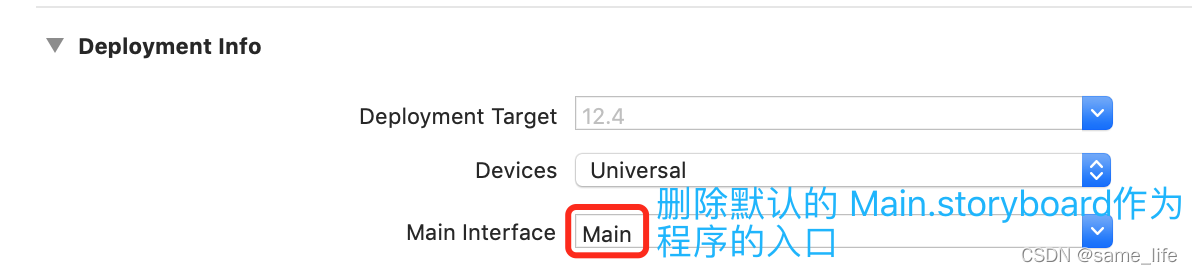 Deployment Info
Deployment Target 12.4
Devices Universal
删除默认的 Main.storyboard作为
Main Interface Main 程序的入口
CSDN @same_life